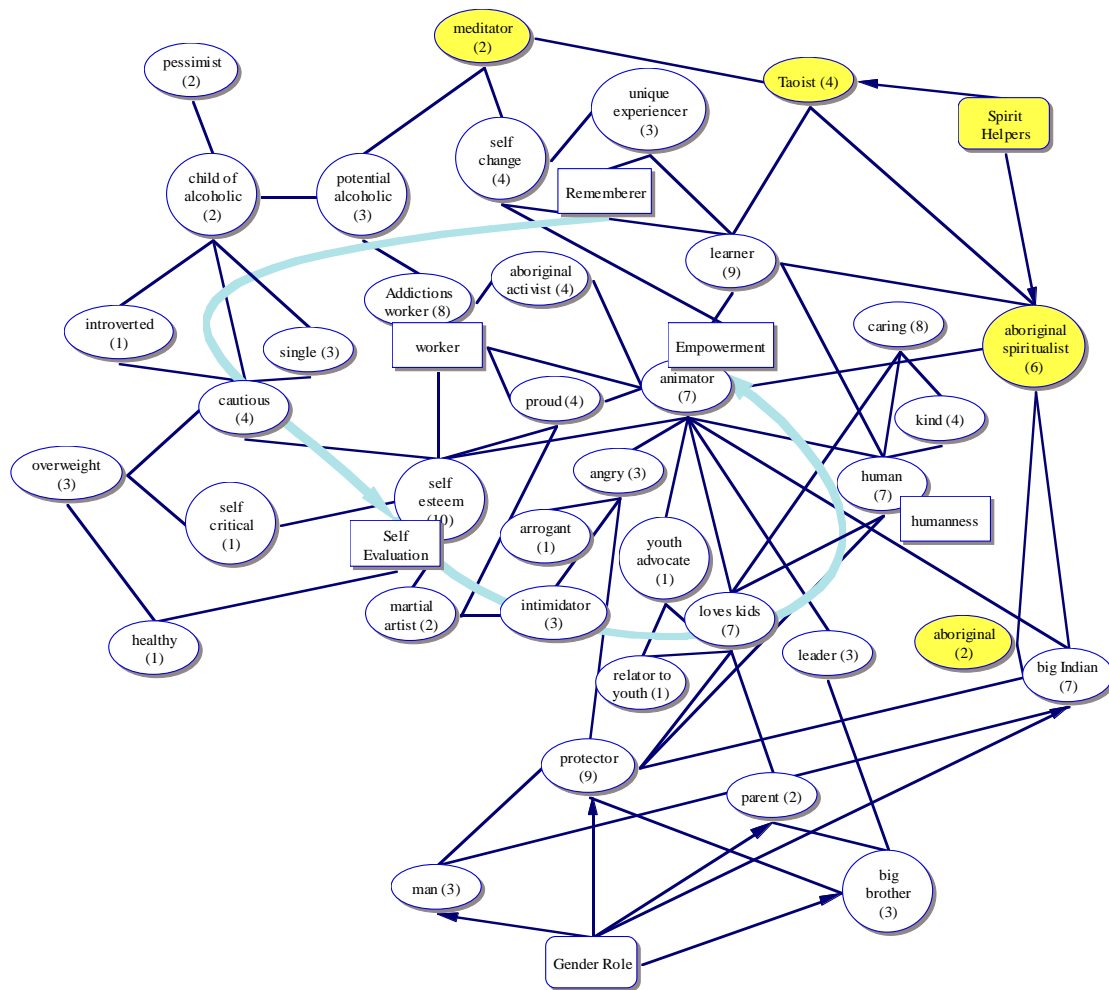 meditator
(2)
pessimist
(2)
Taoist (4)
unique
experiencer
(3)
Spirit
Helpers
self
change
(4)
child of
alcoholic
(2)
potential
alcoholic
(3)
Rememberer
learner
(9)
aboriginal
activist (4)
Addictions
worker (8)
introverted
(1)
single (3)
caring (8)
aboriginal
spiritualist
(6)
worker
Empowerment
animator
(7)
cautious
(4)
proud (4)
kind (4)
overweight
(3)
self
esteem
(10)
angry (3)
human
(7)
self
critical
(1)
humanness
Self
Evaluation
arrogant
(1)
youth
advocate
(1)
martial
artist (2)
intimidator
(3)
loves kids
(7)
healthy
(1)
leader (3)
aboriginal
(2)
relator to
youth (1)
big Indian
(7)
protector
(9)
parent (2)
man (3)
big
brother
(3)
Gender Role